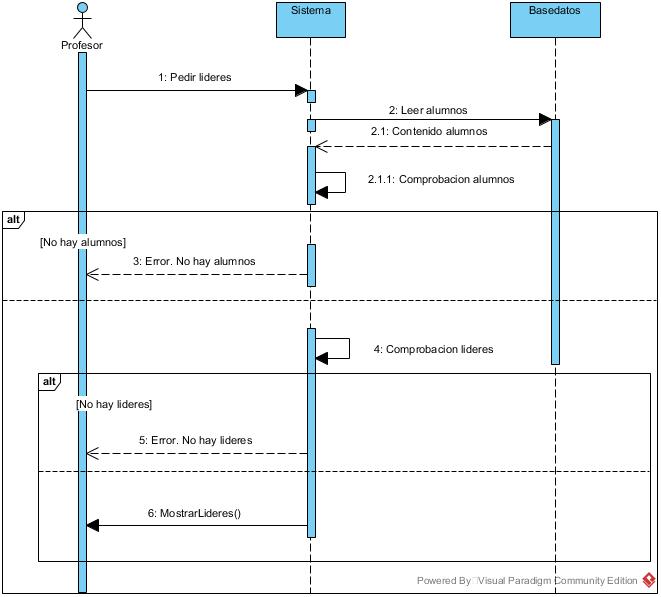 Sistema
Basedatos
Profesor
1: Pedir lideres
2: Leer alumnos
2.1: Contenido alumnos
2.1.1: Comprobacion alumnos
alt
[No hay alumnos]
3: Error. No hay alumnos
4: Comprobacion lideres
alt
[No hay lideres]
5: Error. No hay lideres
6: MostrarLideres()
Powered By Visual Paradigm Community Edition